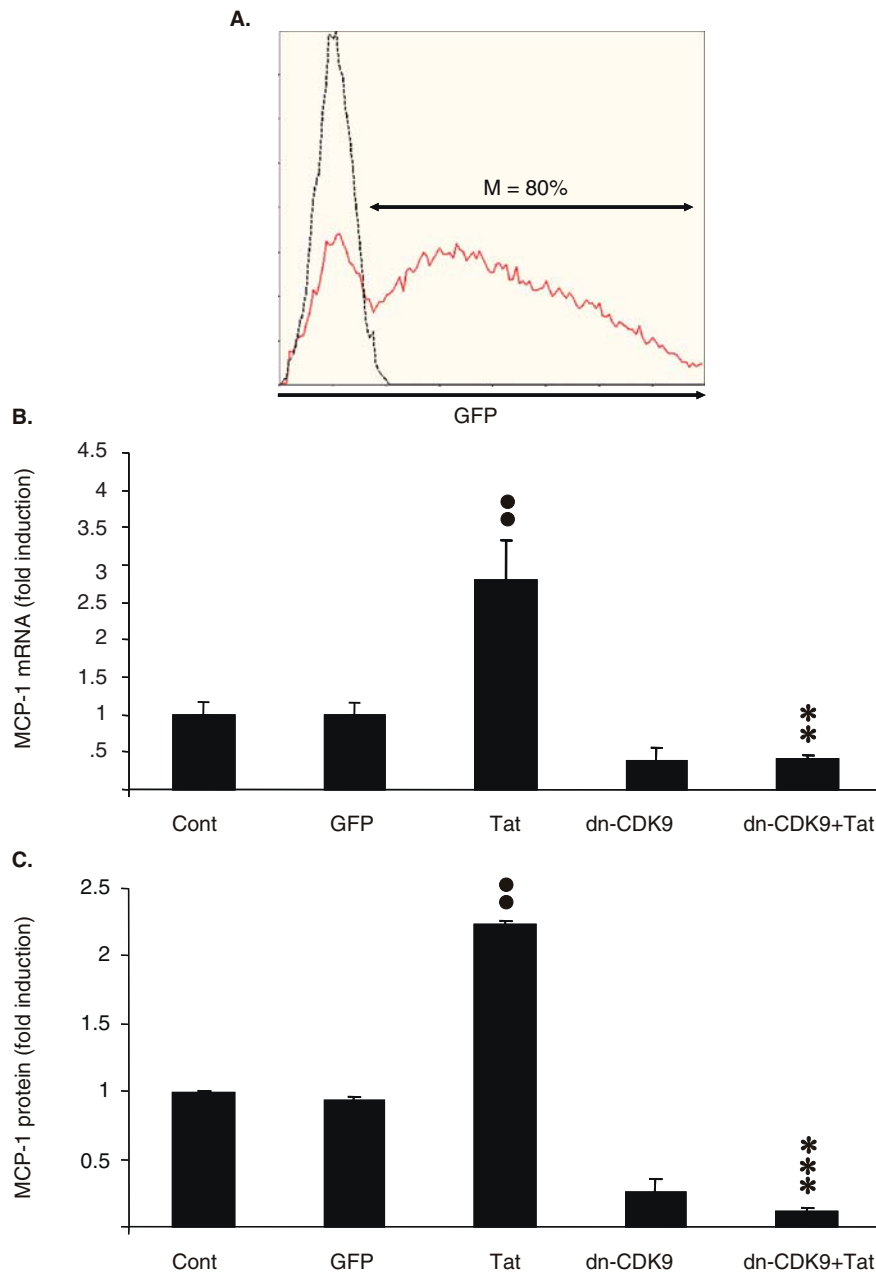 A.
M = 80%
GFP
B.
MCP-1 mRNA (fold induction)
4.5
4
3.5
3
2.5
2
1.5
1
.5
●
●
*
*
Cont GFP Tat dn-CDK9 dn-CDK9+Tat
C.
MCP-1 protein (fold induction)
2.5
2
1.5
1
0.5
●
●
*
*
*
Cont GFP Tat dn-CDK9 dn-CDK9+Tat